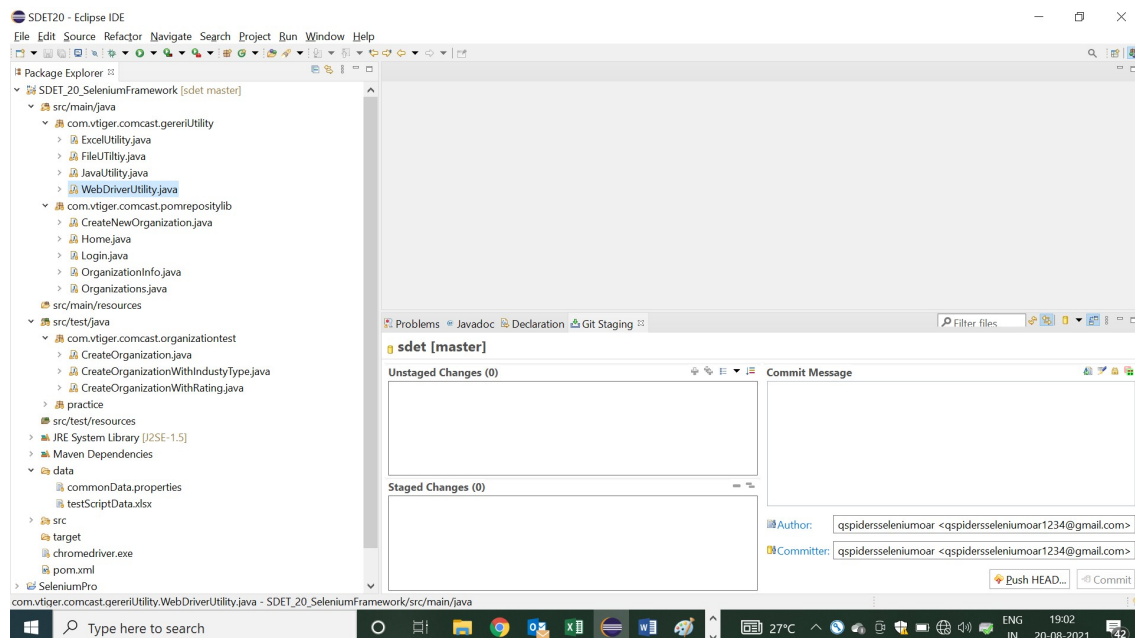 SDET20 - Eclipse IDE
File Edit Source Refactor Navigate Search Project Run Window Help
Package Explorer
SDET_20_SeleniumFramework [sdet master]
src/main/java
com.vtiger.comcast.gereriUtility
ExcelUtility.java
FileUTiltiy.java
JavaUtility.java
WebDriverUtility.java
com.vtiger.comcast.pomrepositylib
CreateNewOrganization.java
Home.java
Login.java
OrganizationInfo.java
Organizations.java
src/main/resources
src/test/java
com.vtiger.comcast.organizationtest
CreateOrganization.java
CreateOrganizationWithIndustyType.java
CreateOrganizationWithRating.java
practice
src/test/resources
JRE System Library [J2SE-1.5]
Maven Dependencies
data
commonData.properties
testScriptData.xlsx
src
target
chromedriver.exe
pom.xml
SeleniumPro
Problems Javadoc Declaration Git Staging
Filter files
sdet [master]
Unstaged Changes (0)
Staged Changes (0)
Commit Message
Author: qspidersseleniumoar <qspidersseleniumoar1234@gmail.com>
Committer: qspidersseleniumoar <qspidersseleniumoar1234@gmail.com>
Push HEAD... Commit
com.vtiger.comcast.gereriUtility.WebDriverUtility.java - SDET_20_SeleniumFramework/src/main/java
Type here to search
27°C
ENG
IN
19:02
20-08-2021
42